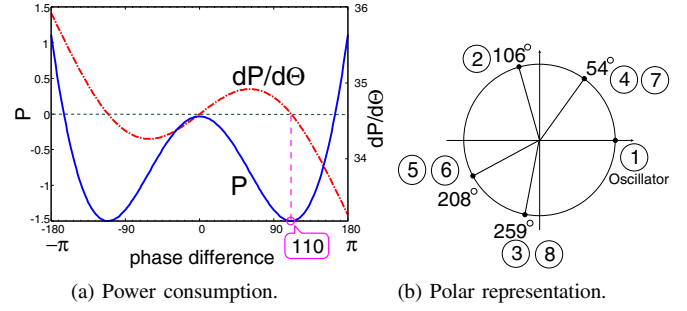 1.5
1
0.5
0
-0.5
-1
-1.5
P
36
35
34
dP/dΘ
dP/dΘ
P
-180
-90
0
90
180
−π
π
phase difference
110
(a) Power consumption.
② 106°
54°
④ ⑦
①
Oscillator
⑤ ⑥
208°
259°
③ ⑧
(b) Polar representation.